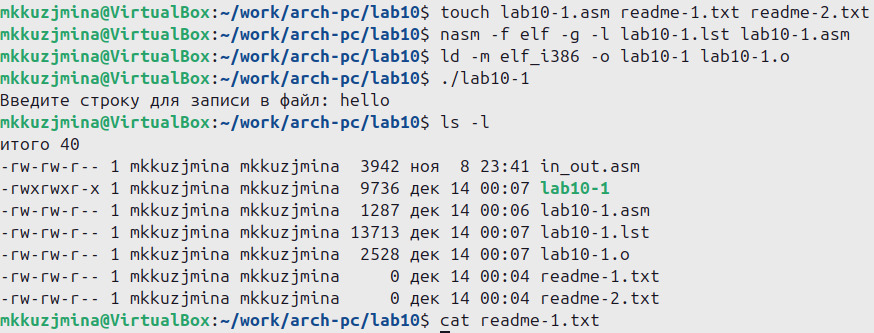 mkkuzjmina@VirtualBox:~/work/arch-pc/lab10$ touch lab10-1.asm readme-1.txt readme-2.txt
mkkuzjmina@VirtualBox:~/work/arch-pc/lab10$ nasm -f elf -g -l lab10-1.lst lab10-1.asm
mkkuzjmina@VirtualBox:~/work/arch-pc/lab10$ ld -m elf_i386 -o lab10-1 lab10-1.o
mkkuzjmina@VirtualBox:~/work/arch-pc/lab10$ ./lab10-1
Введите строку для записи в файл: hello
mkkuzjmina@VirtualBox:~/work/arch-pc/lab10$ ls -l
итого 40
-rw-rw-r-- 1 mkkuzjmina mkkuzjmina  3942 ноя  8 23:41 in_out.asm
-rwxrwxr-x 1 mkkuzjmina mkkuzjmina  9736 дек 14 00:07 lab10-1
-rw-rw-r-- 1 mkkuzjmina mkkuzjmina  1287 дек 14 00:06 lab10-1.asm
-rw-rw-r-- 1 mkkuzjmina mkkuzjmina 13713 дек 14 00:07 lab10-1.lst
-rw-rw-r-- 1 mkkuzjmina mkkuzjmina  2528 дек 14 00:07 lab10-1.o
-rw-rw-r-- 1 mkkuzjmina mkkuzjmina     0 дек 14 00:04 readme-1.txt
-rw-rw-r-- 1 mkkuzjmina mkkuzjmina     0 дек 14 00:04 readme-2.txt
mkkuzjmina@VirtualBox:~/work/arch-pc/lab10$ cat readme-1.txt